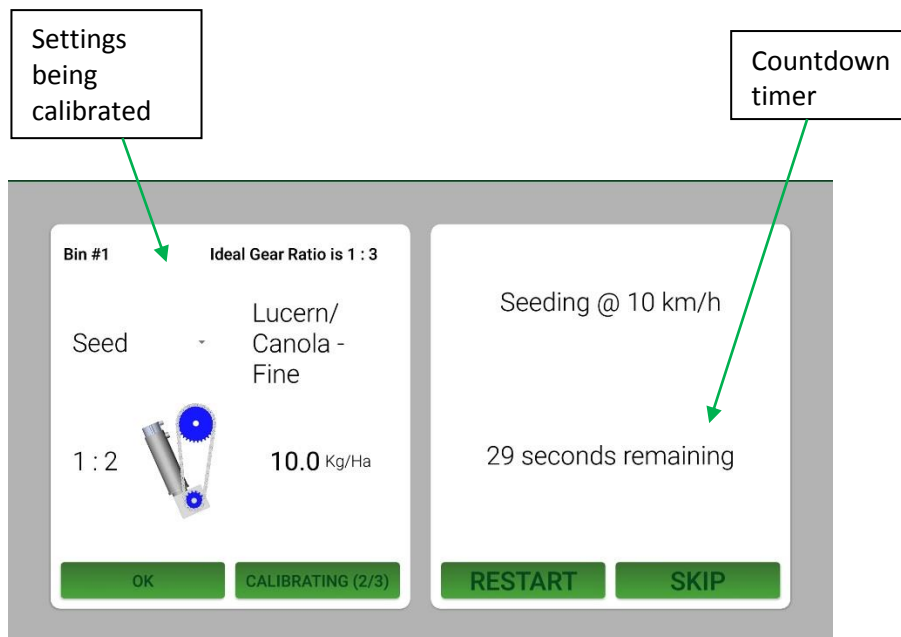 Settings
being
calibrated
Countdown
timer
Bin #1
Ideal Gear Ratio is 1 : 3
Seed
Lucern/
Canola -
Fine
1 : 2
10.0 Kg/Ha
OK
CALIBRATING (2/3)
Seeding @ 10 km/h
29 seconds remaining
RESTART
SKIP